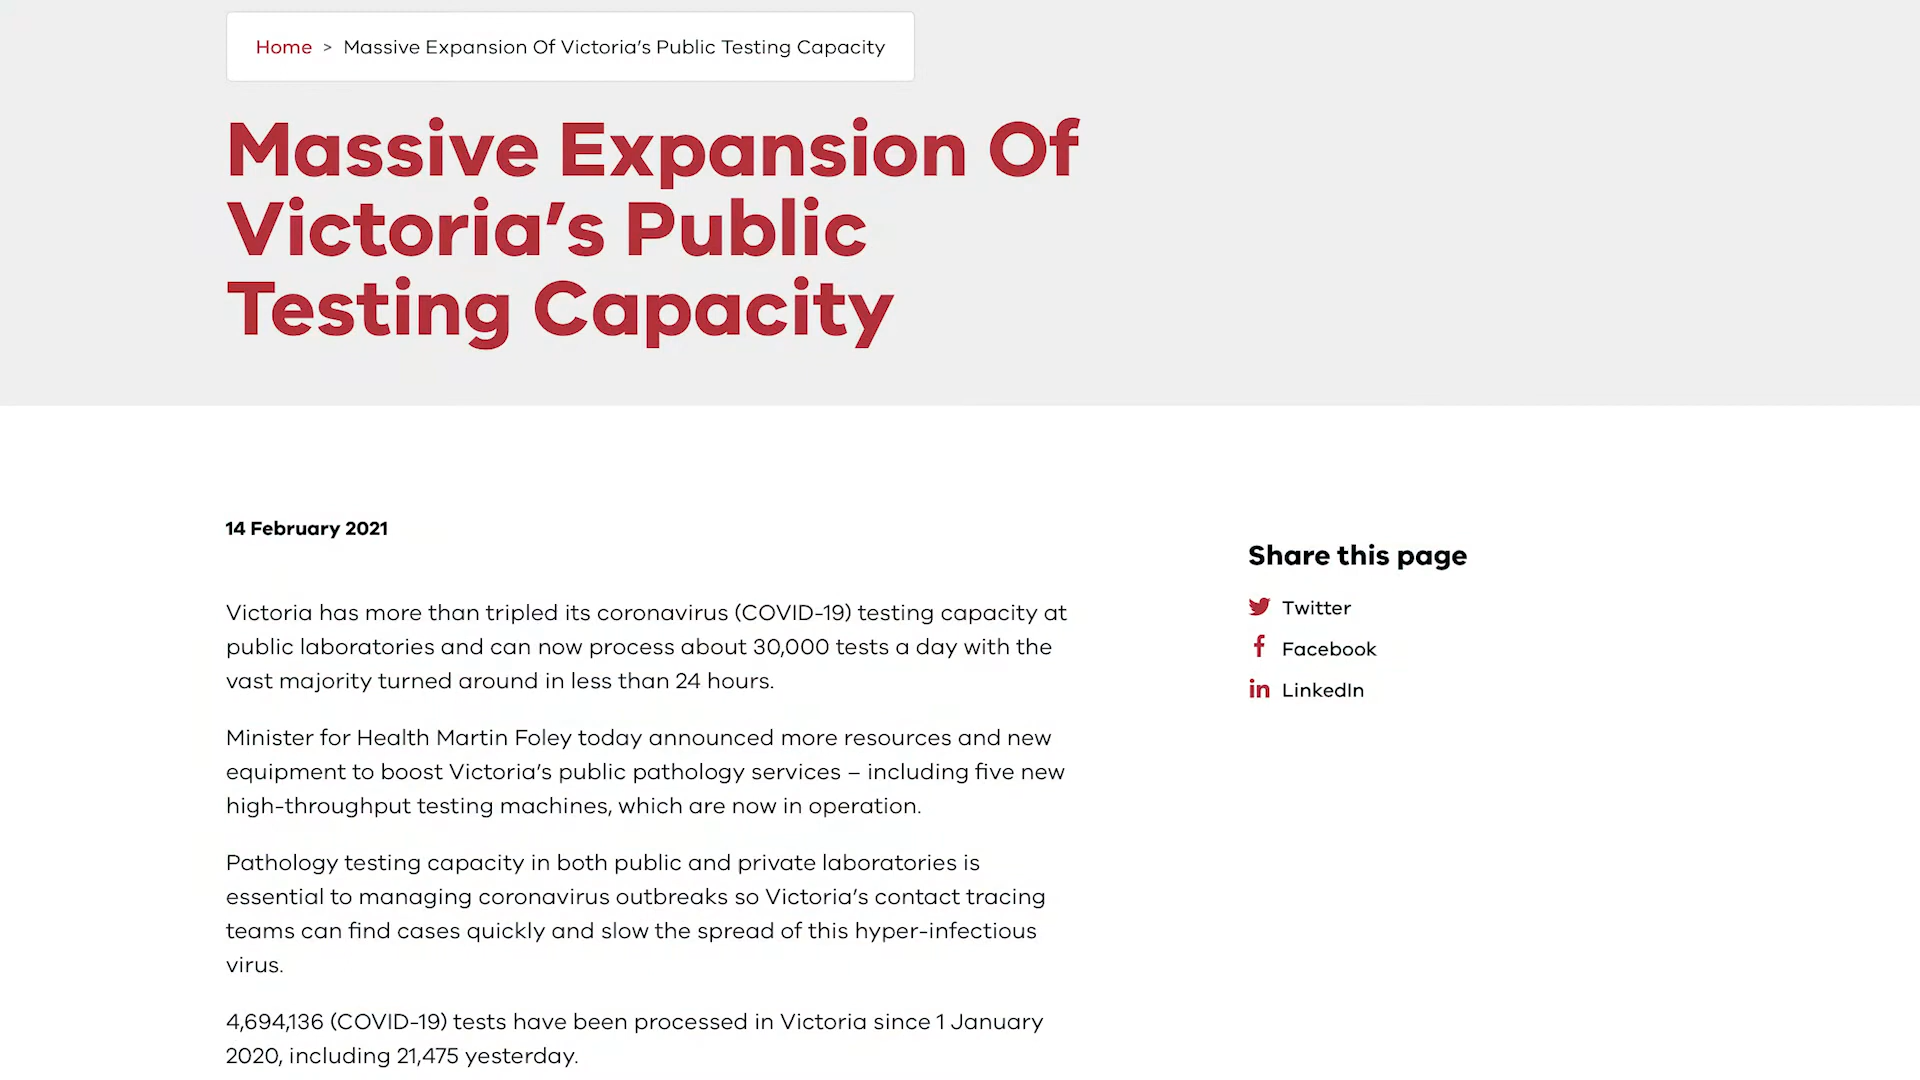 Home > Massive Expansion Of Victoria’s Public Testing Capacity
Massive Expansion Of
Victoria’s Public
Testing Capacity
14 February 2021
Victoria has more than tripled its coronavirus (COVID-19) testing capacity at
public laboratories and can now process about 30,000 tests a day with the
vast majority turned around in less than 24 hours.
Minister for Health Martin Foley today announced more resources and new
equipment to boost Victoria’s public pathology services – including five new
high-throughput testing machines, which are now in operation.
Pathology testing capacity in both public and private laboratories is
essential to managing coronavirus outbreaks so Victoria’s contact tracing
teams can find cases quickly and slow the spread of this hyper-infectious
virus.
4,694,136 (COVID-19) tests have been processed in Victoria since 1 January
2020, including 21,475 yesterday.
Share this page
Twitter
Facebook
LinkedIn